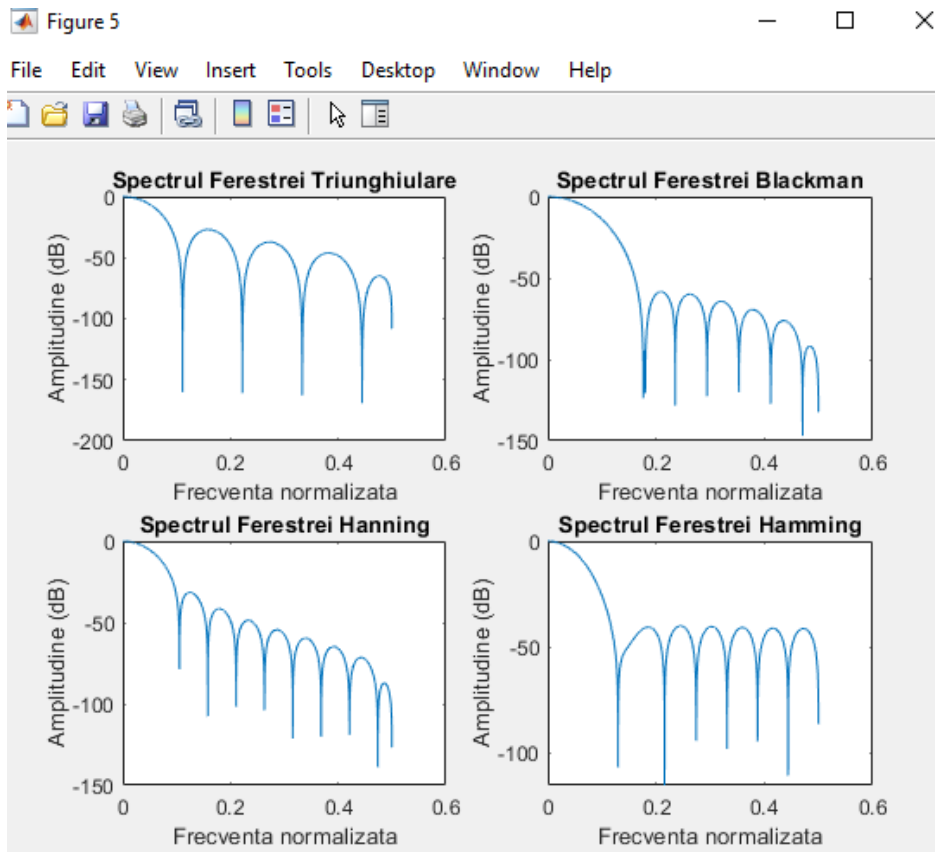 Figure 5
File Edit View Insert Tools Desktop Window Help
Spectrul Ferestrei Triunghiulare
Amplitudine (dB)
0
-50
-100
-150
-200
0 0.2 0.4 0.6
Frecventa normalizata
Spectrul Ferestrei Blackman
Amplitudine (dB)
0
-50
-100
-150
0 0.2 0.4 0.6
Frecventa normalizata
Spectrul Ferestrei Hanning
Amplitudine (dB)
0
-50
-100
-150
0 0.2 0.4 0.6
Frecventa normalizata
Spectrul Ferestrei Hamming
Amplitudine (dB)
0
-50
-100
0 0.2 0.4 0.6
Frecventa normalizata